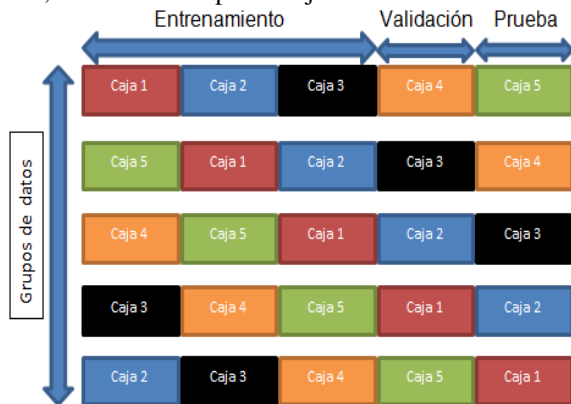 Entrenamiento Validación Prueba
Caja 1 Caja 2 Caja 3 Caja 4 Caja 5
Caja 5 Caja 1 Caja 2 Caja 3 Caja 4
Caja 4 Caja 5 Caja 1 Caja 2 Caja 3
Caja 3 Caja 4 Caja 5 Caja 1 Caja 2
Caja 2 Caja 3 Caja 4 Caja 5 Caja 1
Grupos de datos